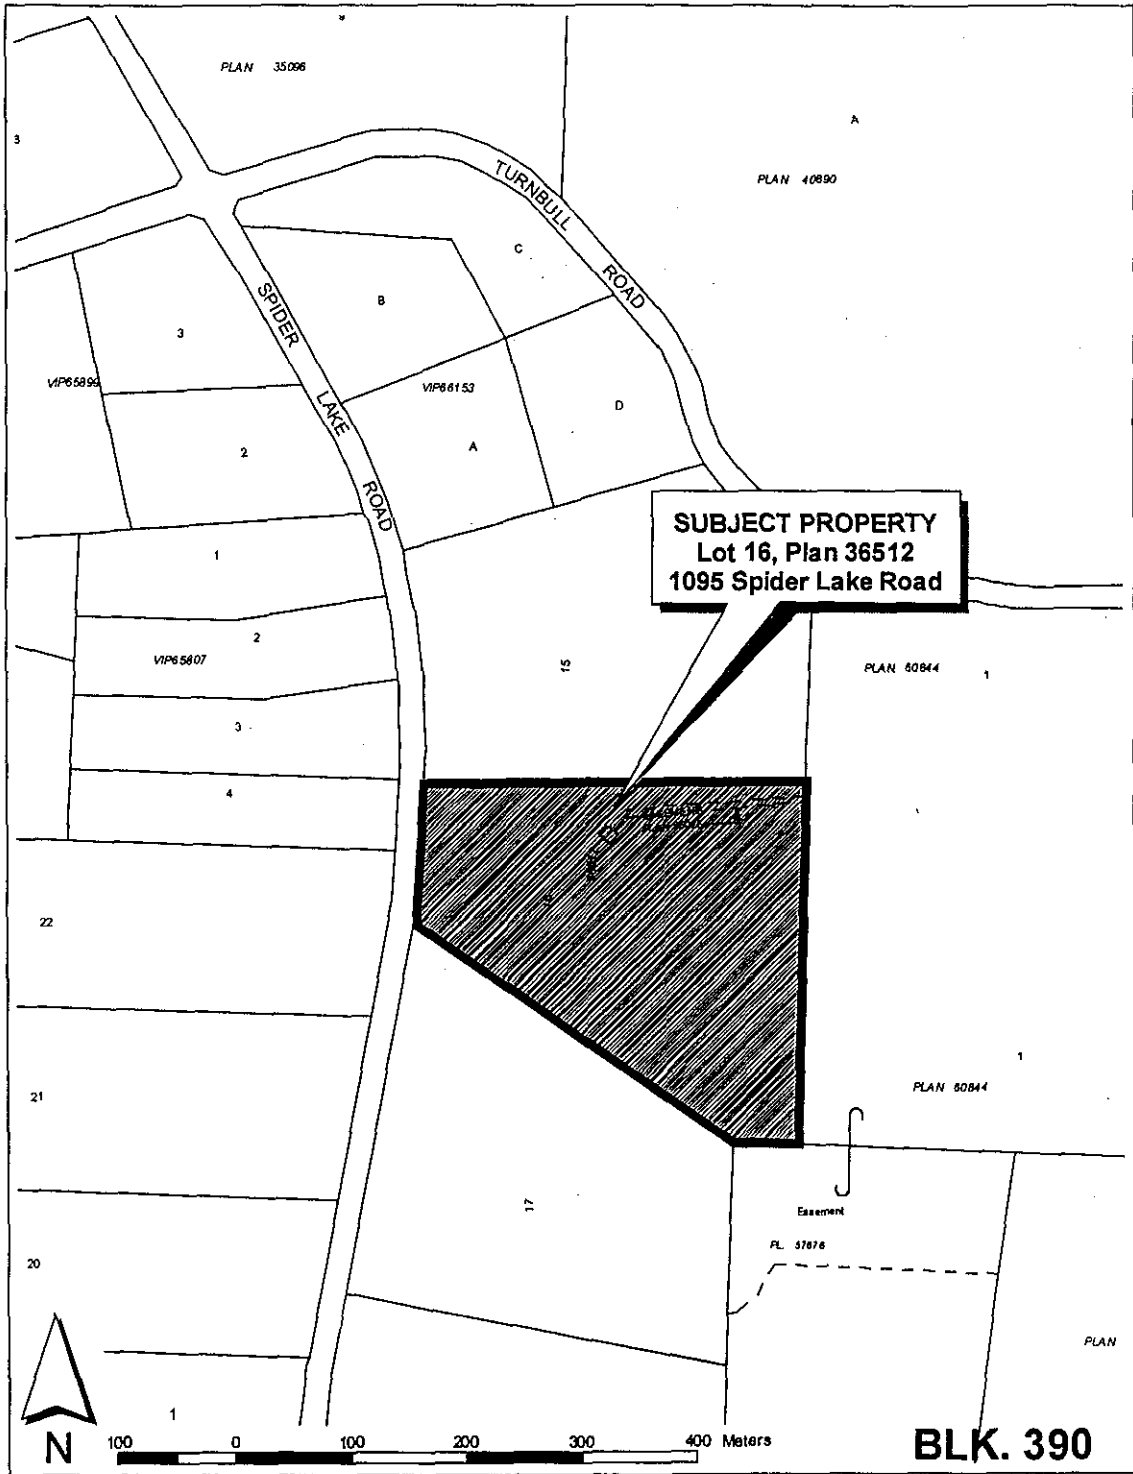 PLAN 35096
3
A
PLAN 40890
TURNBULL ROAD
C
B
SPIDER LAKE ROAD
3
VIP65899
VIP66153
D
2
A
SUBJECT PROPERTY
Lot 16, Plan 36512
1095 Spider Lake Road
1
2
VIP65807
15
PLAN 60844
1
3
4
22
1
PLAN 60844
21
17
Easement
PL. 57676
20
PLAN
1
N
100 0 100 200 300 400 Meters
BLK. 390